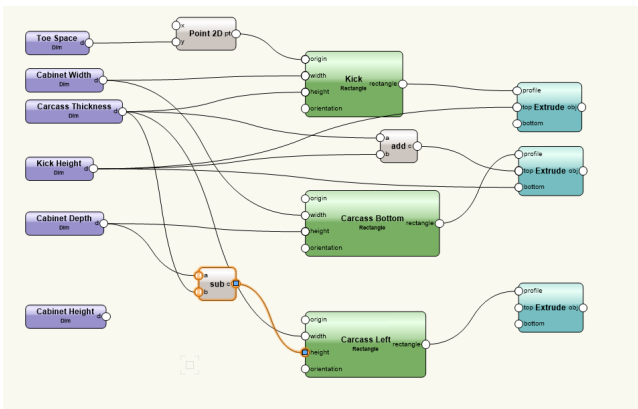 Toe Space
Dim
d
x
y
Point 2D pt
Cabinet Width
Dim
d
Carcass Thickness
Dim
d
origin
width
height
orientation
Kick
Rectangle
rectangle
profile
top Extrude obj
bottom
a
b
add c
Kick Height
Dim
d
profile
top Extrude obj
bottom
Cabinet Depth
Dim
d
origin
width
height
orientation
Carcass Bottom
Rectangle
rectangle
a
b
sub c
Cabinet Height
Dim
d
origin
width
height
orientation
Carcass Left
Rectangle
rectangle
profile
top Extrude obj
bottom